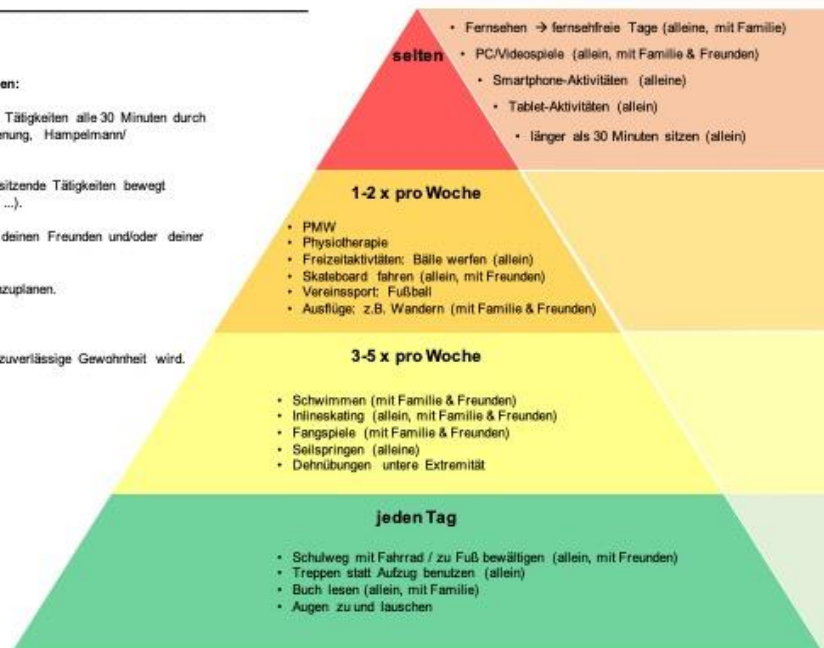 en:
Tätigkeiten alle 30 Minuten durch
enung, Hampelmann/
sitzende Tätigkeiten bewegt
...).
deinen Freunden und/oder deiner
nzuplanen.
zuverlässige Gewohnheit wird.
selten
• Fernsehen → fernsehfreie Tage (alleine, mit Familie)
• PC/Videospiele (allein, mit Familie & Freunden)
• Smartphone-Aktivitäten (alleine)
• Tablet-Aktivitäten (allein)
• länger als 30 Minuten sitzen (allein)
1-2 x pro Woche
• PMW
• Physiotherapie
• Freizeitaktivtäten: Bälle werfen (allein)
• Skateboard fahren (allein, mit Freunden)
• Vereinssport: Fußball
• Ausflüge: z.B. Wandern (mit Familie & Freunden)
3-5 x pro Woche
• Schwimmen (mit Familie & Freunden)
• Inlineskating (allein, mit Familie & Freunden)
• Fangspiele (mit Familie & Freunden)
• Seilspringen (alleine)
• Dehnübungen untere Extremität
jeden Tag
• Schulweg mit Fahrrad / zu Fuß bewältigen (allein, mit Freunden)
• Treppen statt Aufzug benutzen (allein)
• Buch lesen (allein, mit Familie)
• Augen zu und lauschen